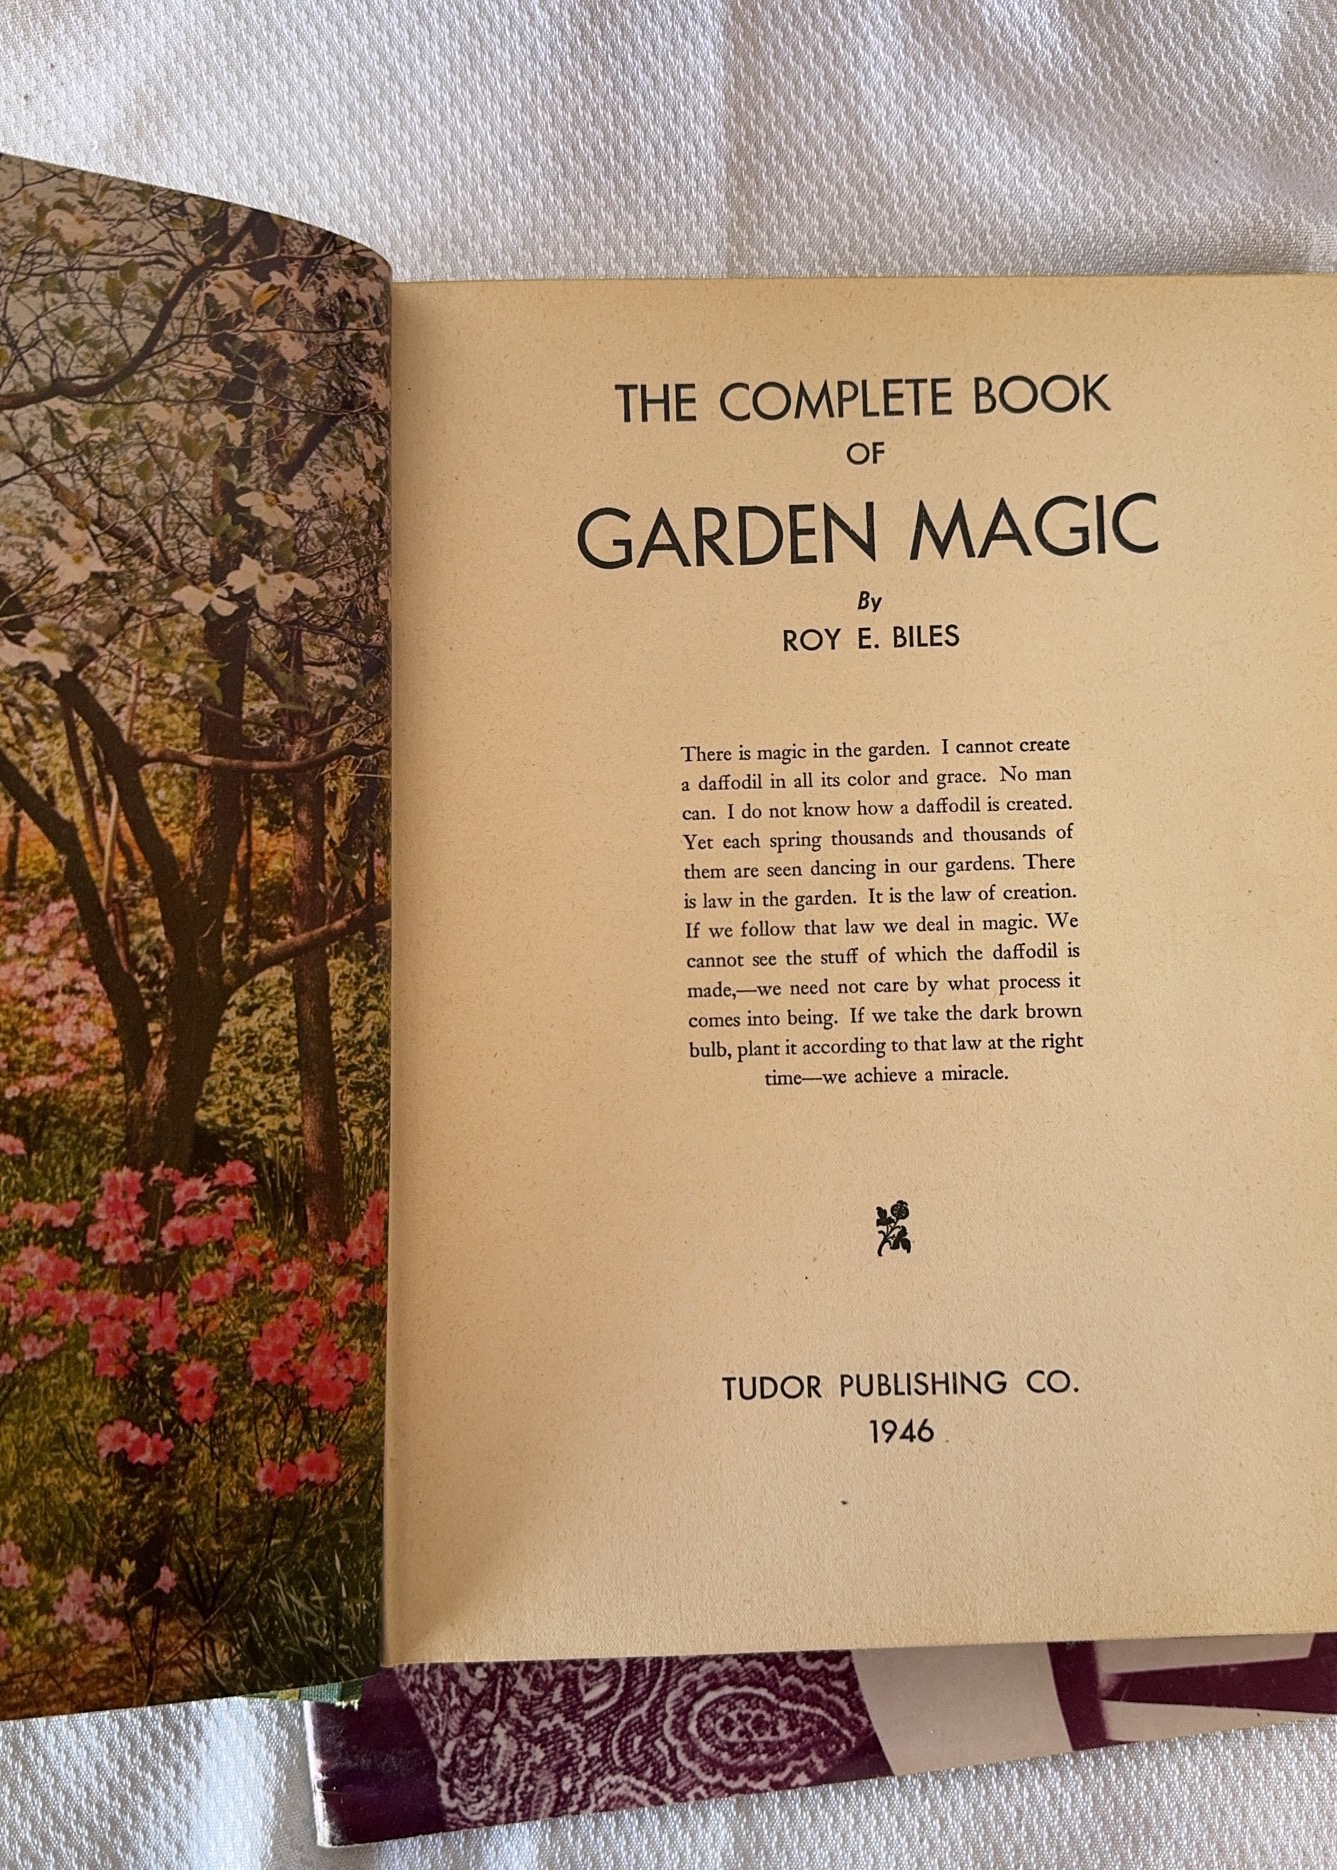 THE COMPLETE BOOK
OF
GARDEN MAGIC
By
ROY E. BILES
There is magic in the garden. I cannot create
a daffodil in all its color and grace. No man
can. I do not know how a daffodil is created.
Yet each spring thousands and thousands of
them are seen dancing in our gardens. There
is law in the garden. It is the law of creation.
If we follow that law we deal in magic. We
cannot see the stuff of which the daffodil is
made,—we need not care by what process it
comes into being. If we take the dark brown
bulb, plant it according to that law at the right
time—we achieve a miracle.
TUDOR PUBLISHING CO.
1946